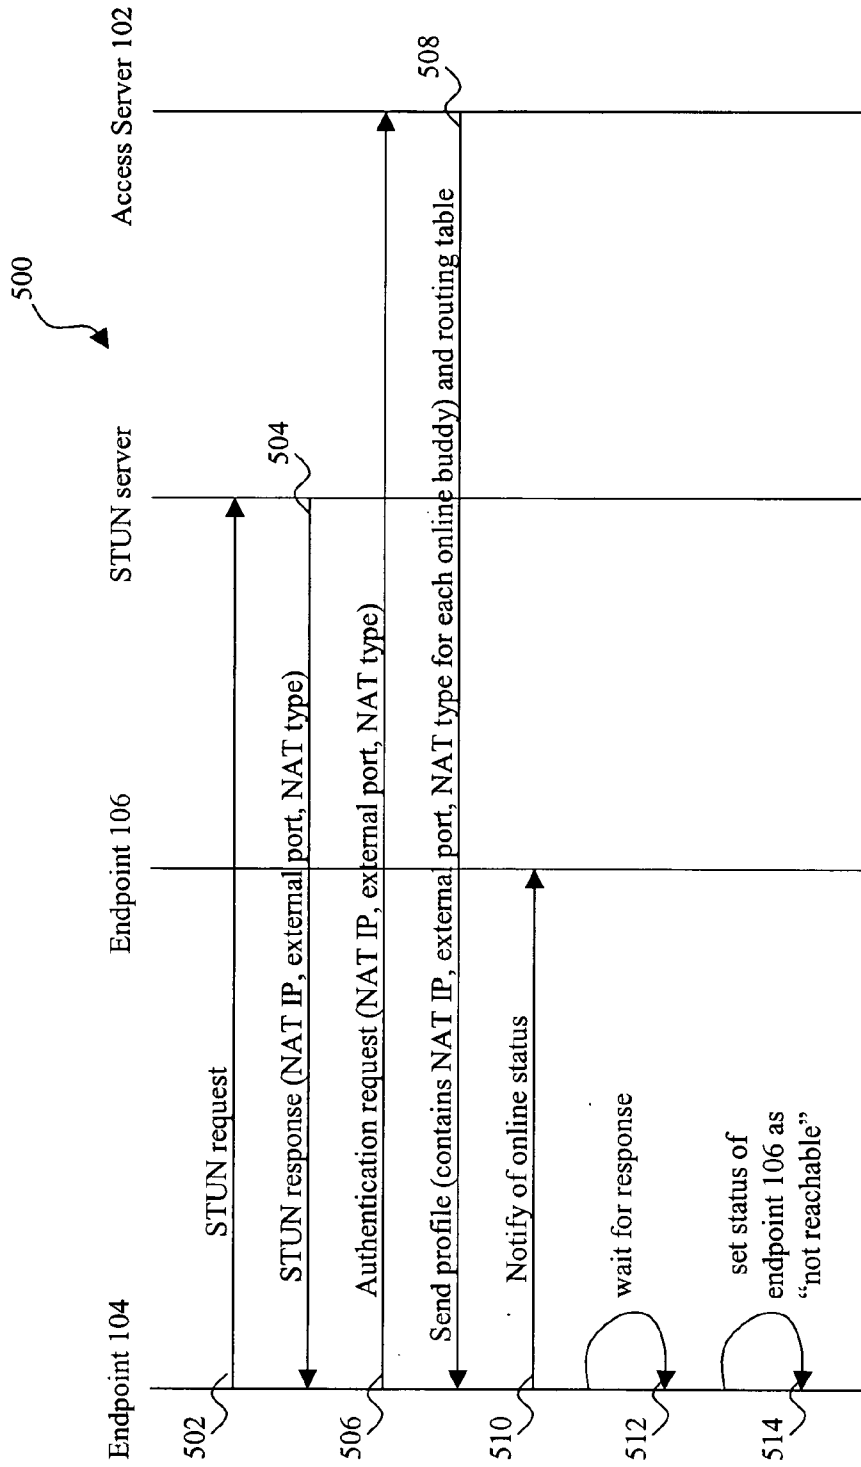 500
Endpoint 104
Endpoint 106
STUN server
Access Server 102
502
STUN request
504
STUN response (NAT IP, external port, NAT type)
506
Authentication request (NAT IP, external port, NAT type)
508
Send profile (contains NAT IP, external port, NAT type for each online buddy) and routing table
510
Notify of online status
512
wait for response
514
set status of
endpoint 106 as
“not reachable”